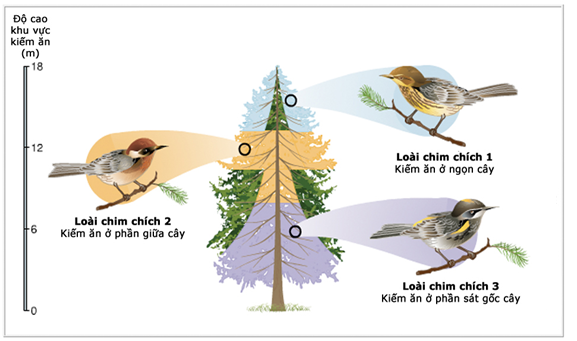 Độ cao
khu vực
kiếm ăn
(m)
18
12
6
0
Loài chim chích 1
Kiếm ăn ở ngọn cây
Loài chim chích 2
Kiếm ăn ở phần giữa cây
Loài chim chích 3
Kiếm ăn ở phần sát gốc cây